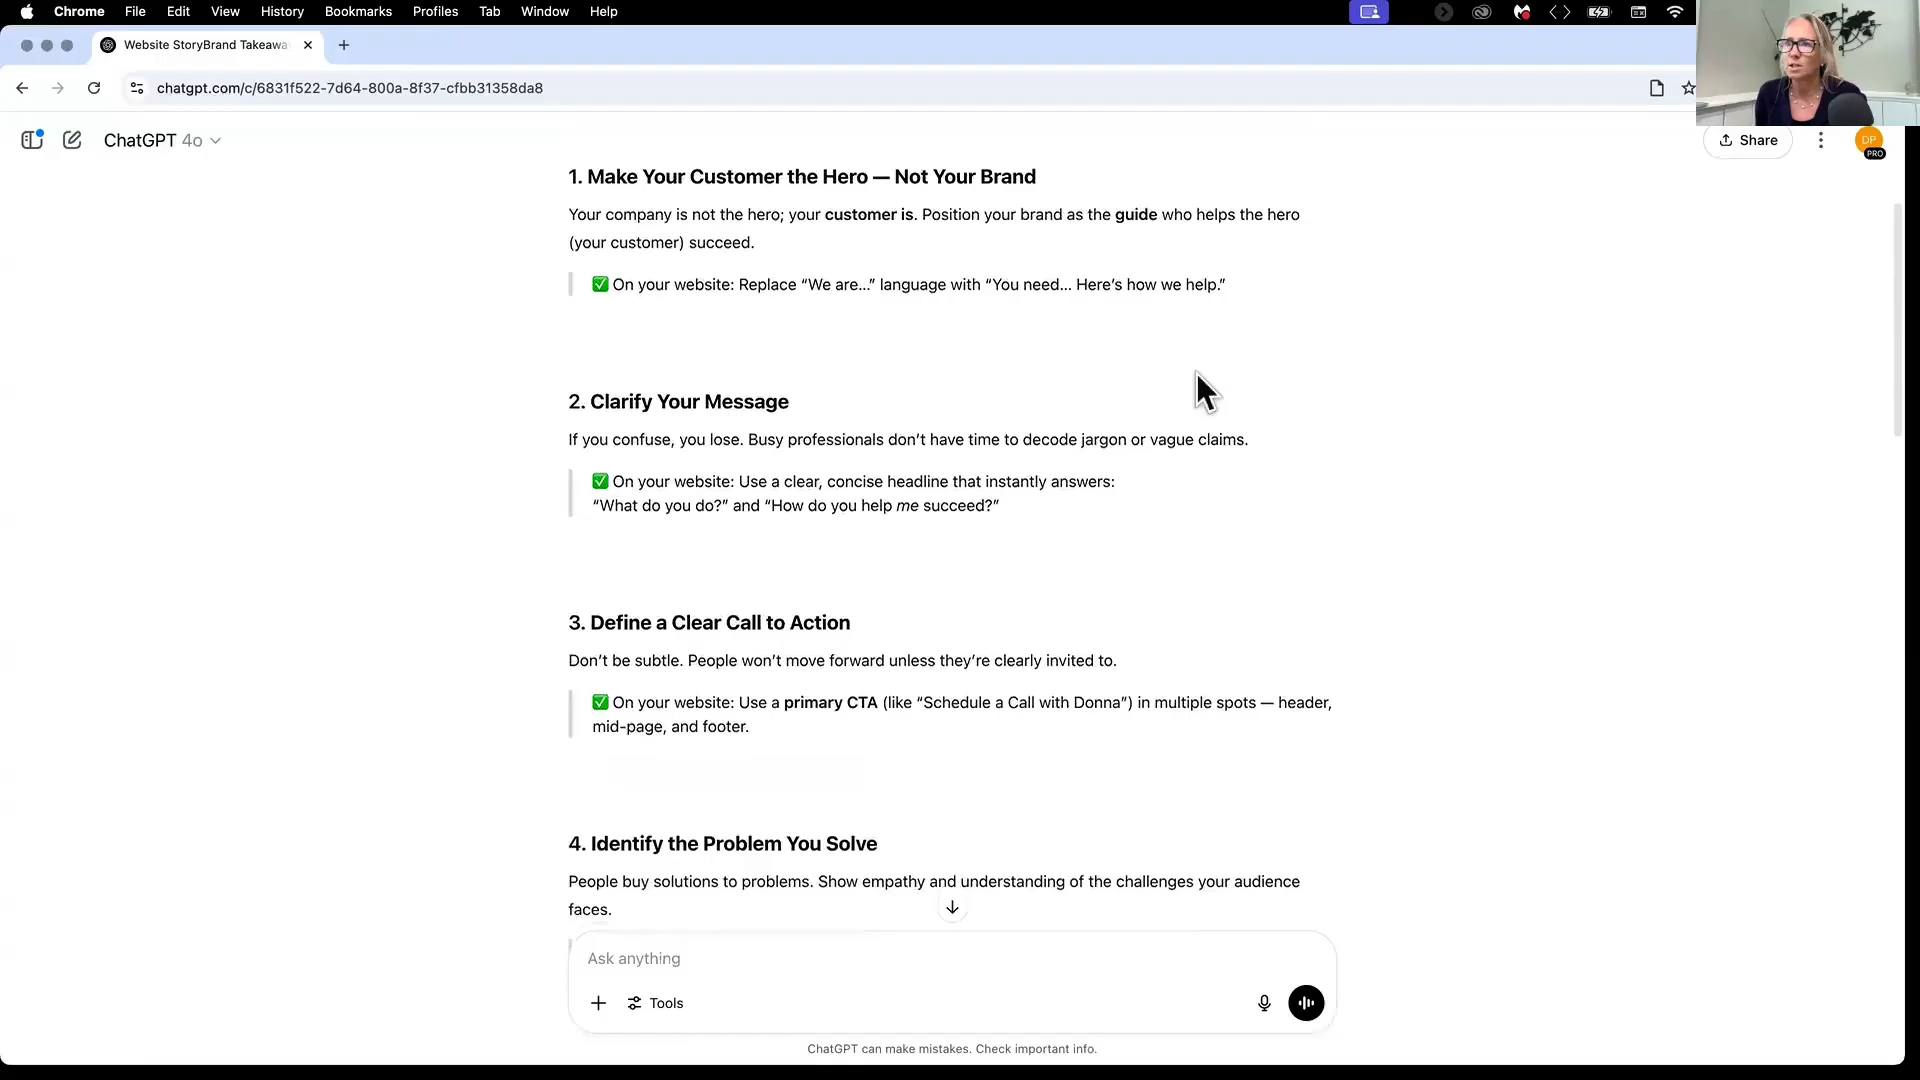 Chrome File Edit View History Bookmarks Profiles Tab Window Help
Website StoryBrand Takeawa
chatgpt.com/c/6831f522-7d64-800a-8f37-cfbb31358da8
ChatGPT 4o
Share
DP
PRO
1. Make Your Customer the Hero — Not Your Brand
Your company is not the hero; your customer is. Position your brand as the guide who helps the hero
(your customer) succeed.
✅ On your website: Replace “We are...” language with “You need... Here’s how we help.”
2. Clarify Your Message
If you confuse, you lose. Busy professionals don’t have time to decode jargon or vague claims.
✅ On your website: Use a clear, concise headline that instantly answers:
“What do you do?” and “How do you help me succeed?”
3. Define a Clear Call to Action
Don’t be subtle. People won’t move forward unless they’re clearly invited to.
✅ On your website: Use a primary CTA (like “Schedule a Call with Donna”) in multiple spots — header,
mid-page, and footer.
4. Identify the Problem You Solve
People buy solutions to problems. Show empathy and understanding of the challenges your audience
faces.
Ask anything
Tools
ChatGPT can make mistakes. Check important info.